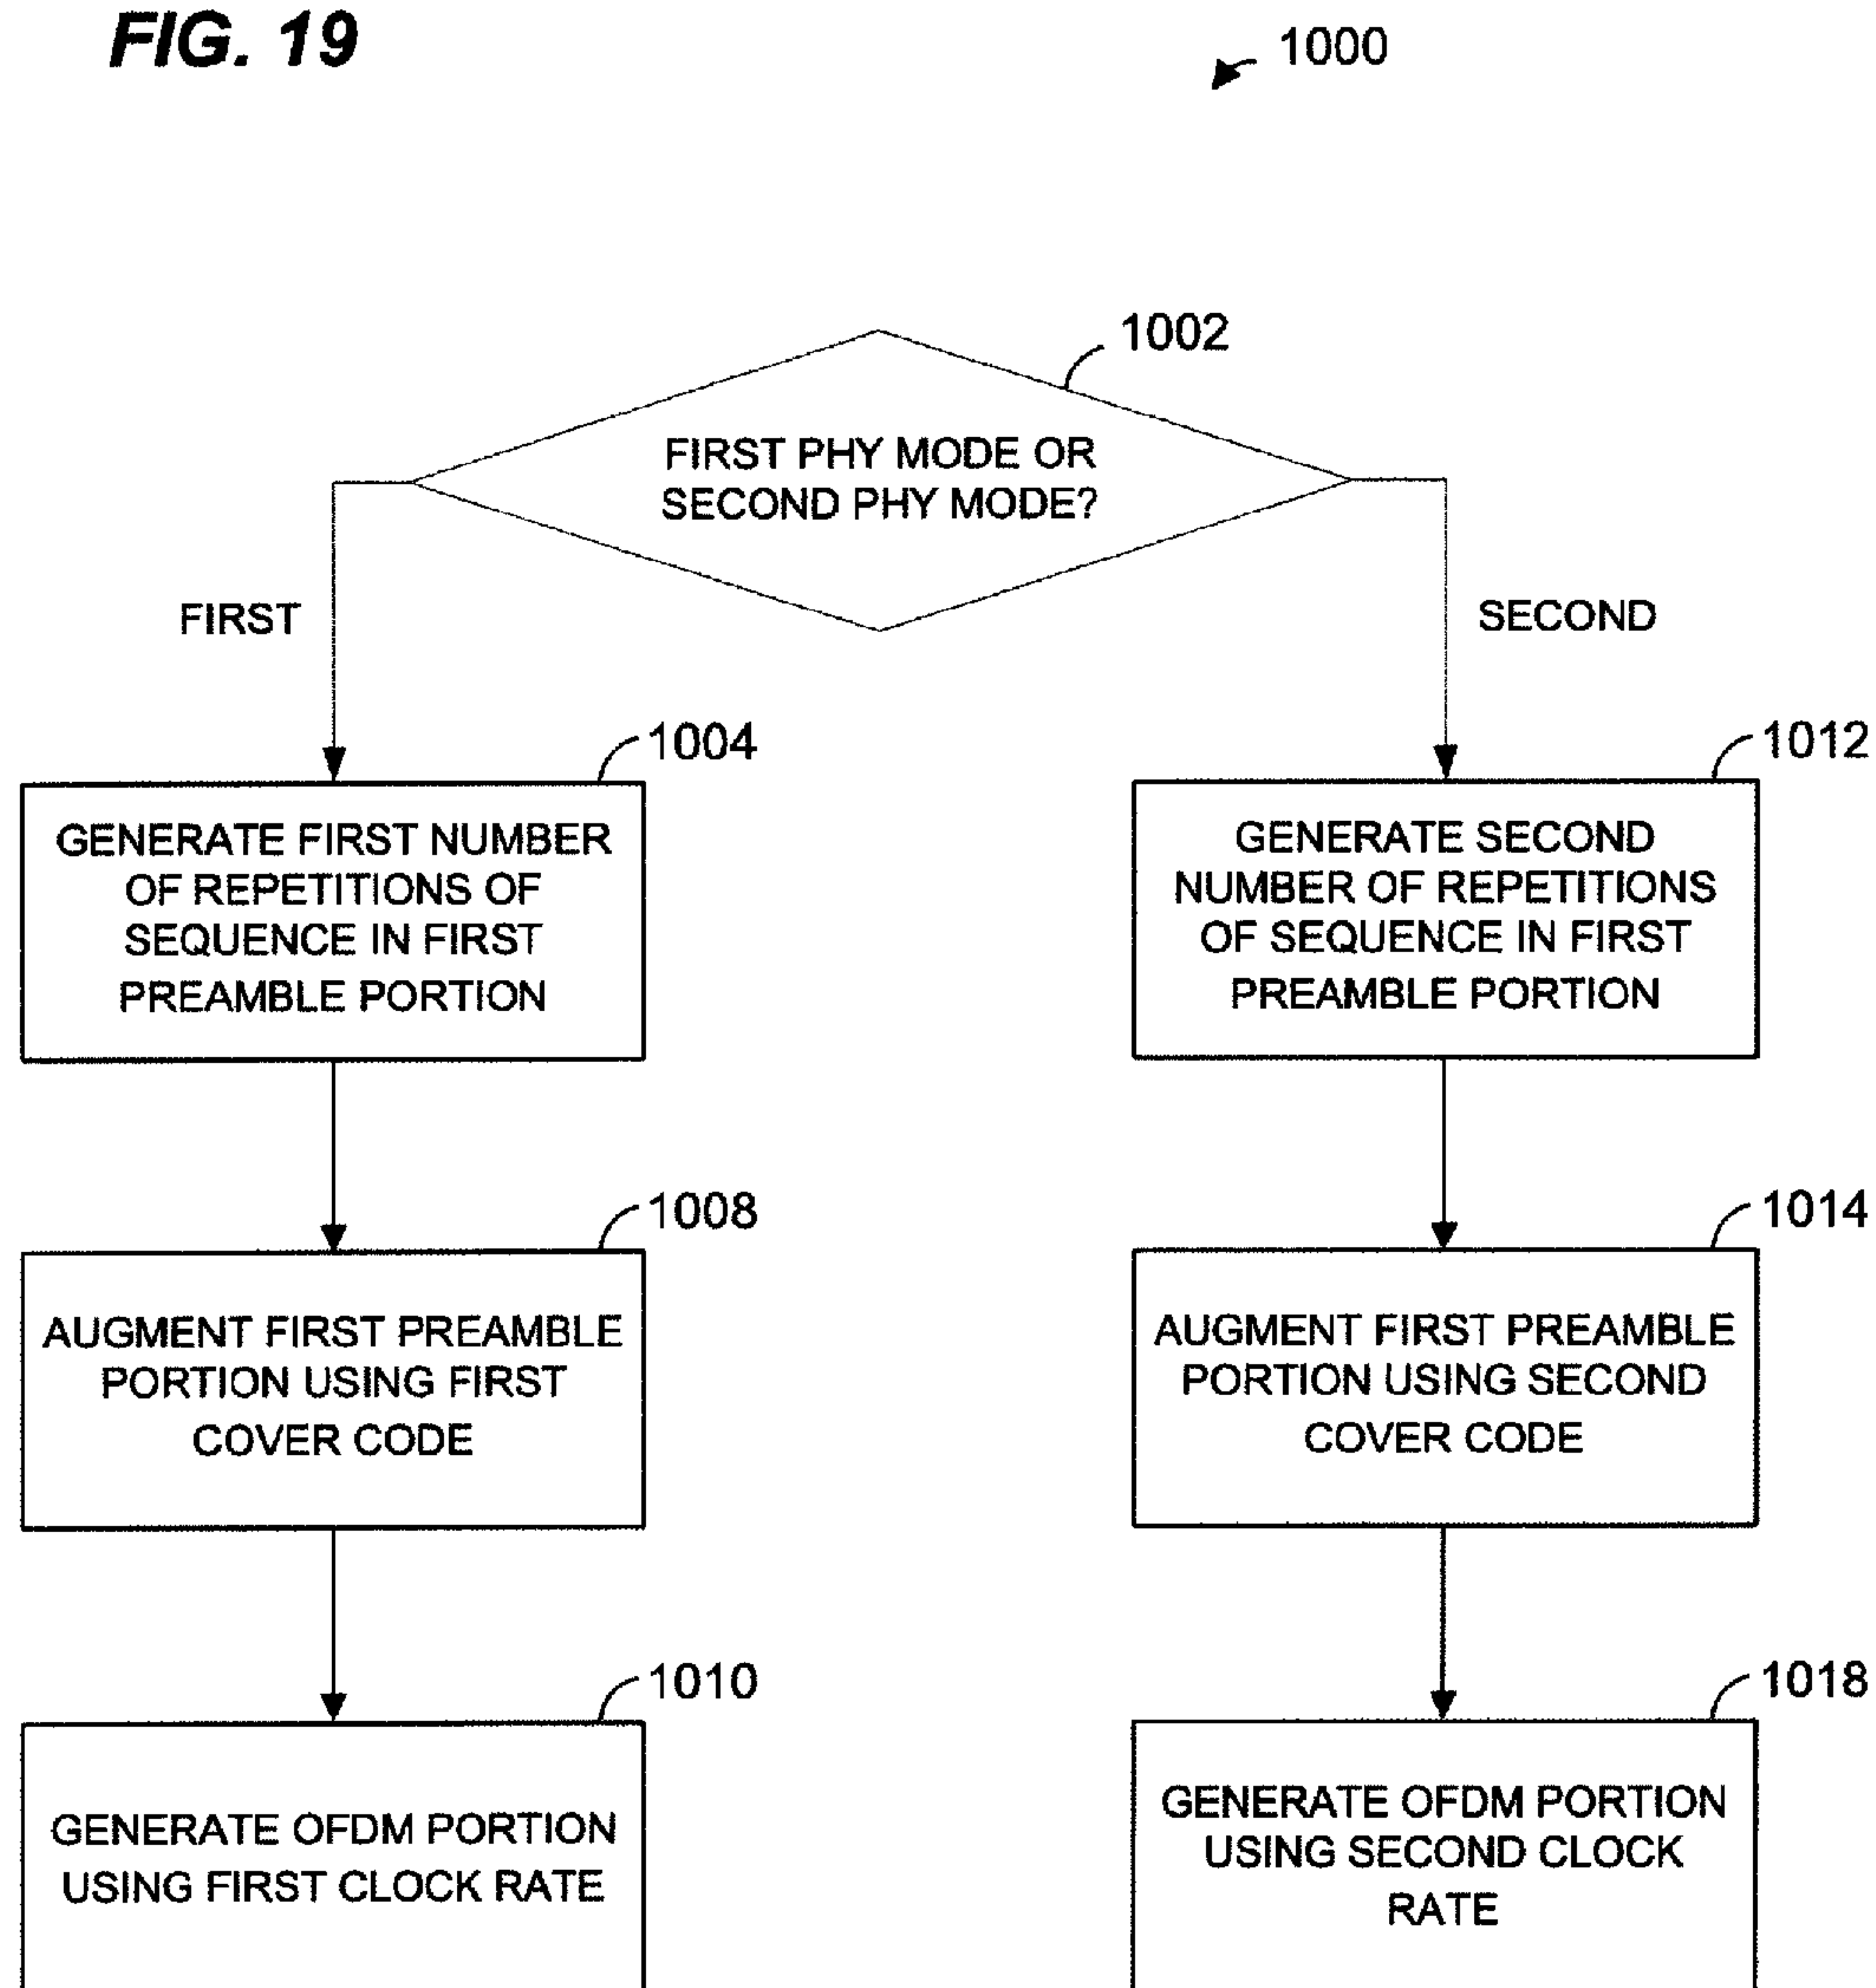 FIG. 19
1000
1002
FIRST PHY MODE OR
SECOND PHY MODE?
FIRST
SECOND
1004
GENERATE FIRST NUMBER
OF REPETITIONS OF
SEQUENCE IN FIRST
PREAMBLE PORTION
1012
GENERATE SECOND
NUMBER OF REPETITIONS
OF SEQUENCE IN FIRST
PREAMBLE PORTION
1008
AUGMENT FIRST PREAMBLE
PORTION USING FIRST
COVER CODE
1014
AUGMENT FIRST PREAMBLE
PORTION USING SECOND
COVER CODE
1010
GENERATE OFDM PORTION
USING FIRST CLOCK RATE
1018
GENERATE OFDM PORTION
USING SECOND CLOCK
RATE